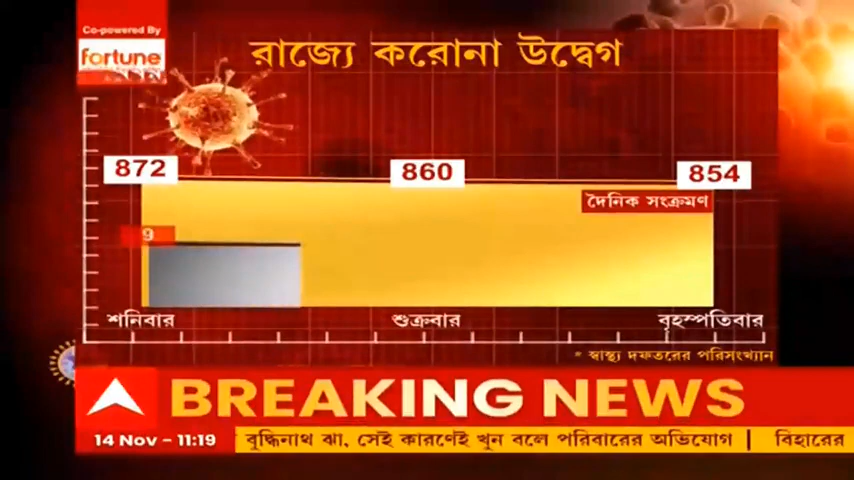 Co-powered By
fortune
রাজ্যে করোনা উদ্বেগ
872
860
854
দৈনিক সংক্রমণ
9
শনিবার
শুক্রবার
বৃহস্পতিবার
* স্বাস্থ্য দফতরের পরিসংখ্যান
BREAKING NEWS
14 Nov - 11:19
বুদ্ধিনাথ ঝা, সেই কারণেই খুন বলে পরিবারের অভিযোগ | বিহারের